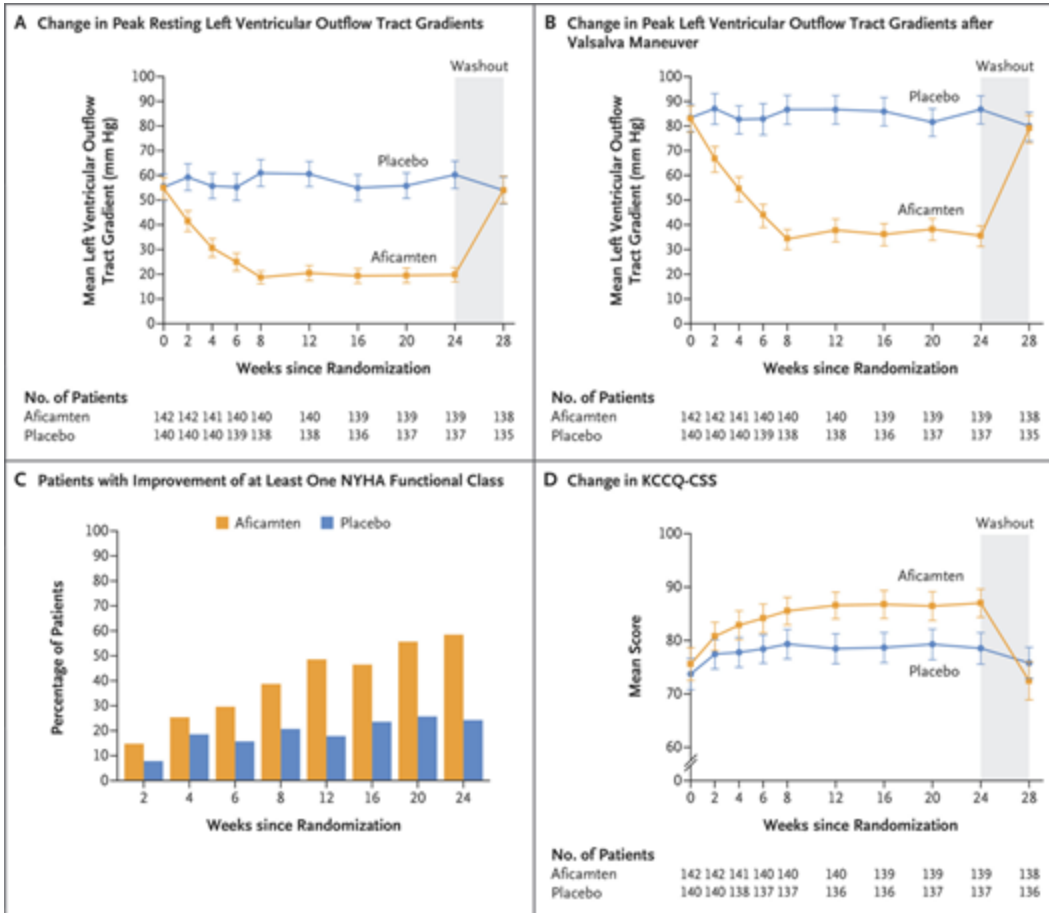 A Change in Peak Resting Left Ventricular Outflow Tract Gradients
Mean Left Ventricular Outflow
Tract Gradient (mm Hg)
100
90
80
70
60
50
40
30
20
10
0
Washout
Placebo
Aficamten
0 2 4 6 8 12 16 20 24 28
Weeks since Randomization
No. of Patients
Aficamten 142 142 141 140 140 140 139 139 139 138
Placebo 140 140 140 139 138 138 136 137 137 135
B Change in Peak Left Ventricular Outflow Tract Gradients after
Valsalva Maneuver
Mean Left Ventricular Outflow
Tract Gradient (mm Hg)
100
90
80
70
60
50
40
30
20
10
0
Washout
Placebo
Aficamten
0 2 4 6 8 12 16 20 24 28
Weeks since Randomization
No. of Patients
Aficamten 142 142 141 140 140 140 139 139 139 138
Placebo 140 140 140 139 138 138 136 137 137 135
C Patients with Improvement of at Least One NYHA Functional Class
Aficamten Placebo
Percentage of Patients
100
90
80
70
60
50
40
30
20
10
0
2 4 6 8 12 16 20 24
Weeks since Randomization
D Change in KCCQ-CSS
Mean Score
100
90
80
70
60
0
Washout
Aficamten
Placebo
0 2 4 6 8 12 16 20 24 28
Weeks since Randomization
No. of Patients
Aficamten 142 142 141 140 140 140 139 139 139 138
Placebo 140 140 138 137 137 136 136 137 137 136